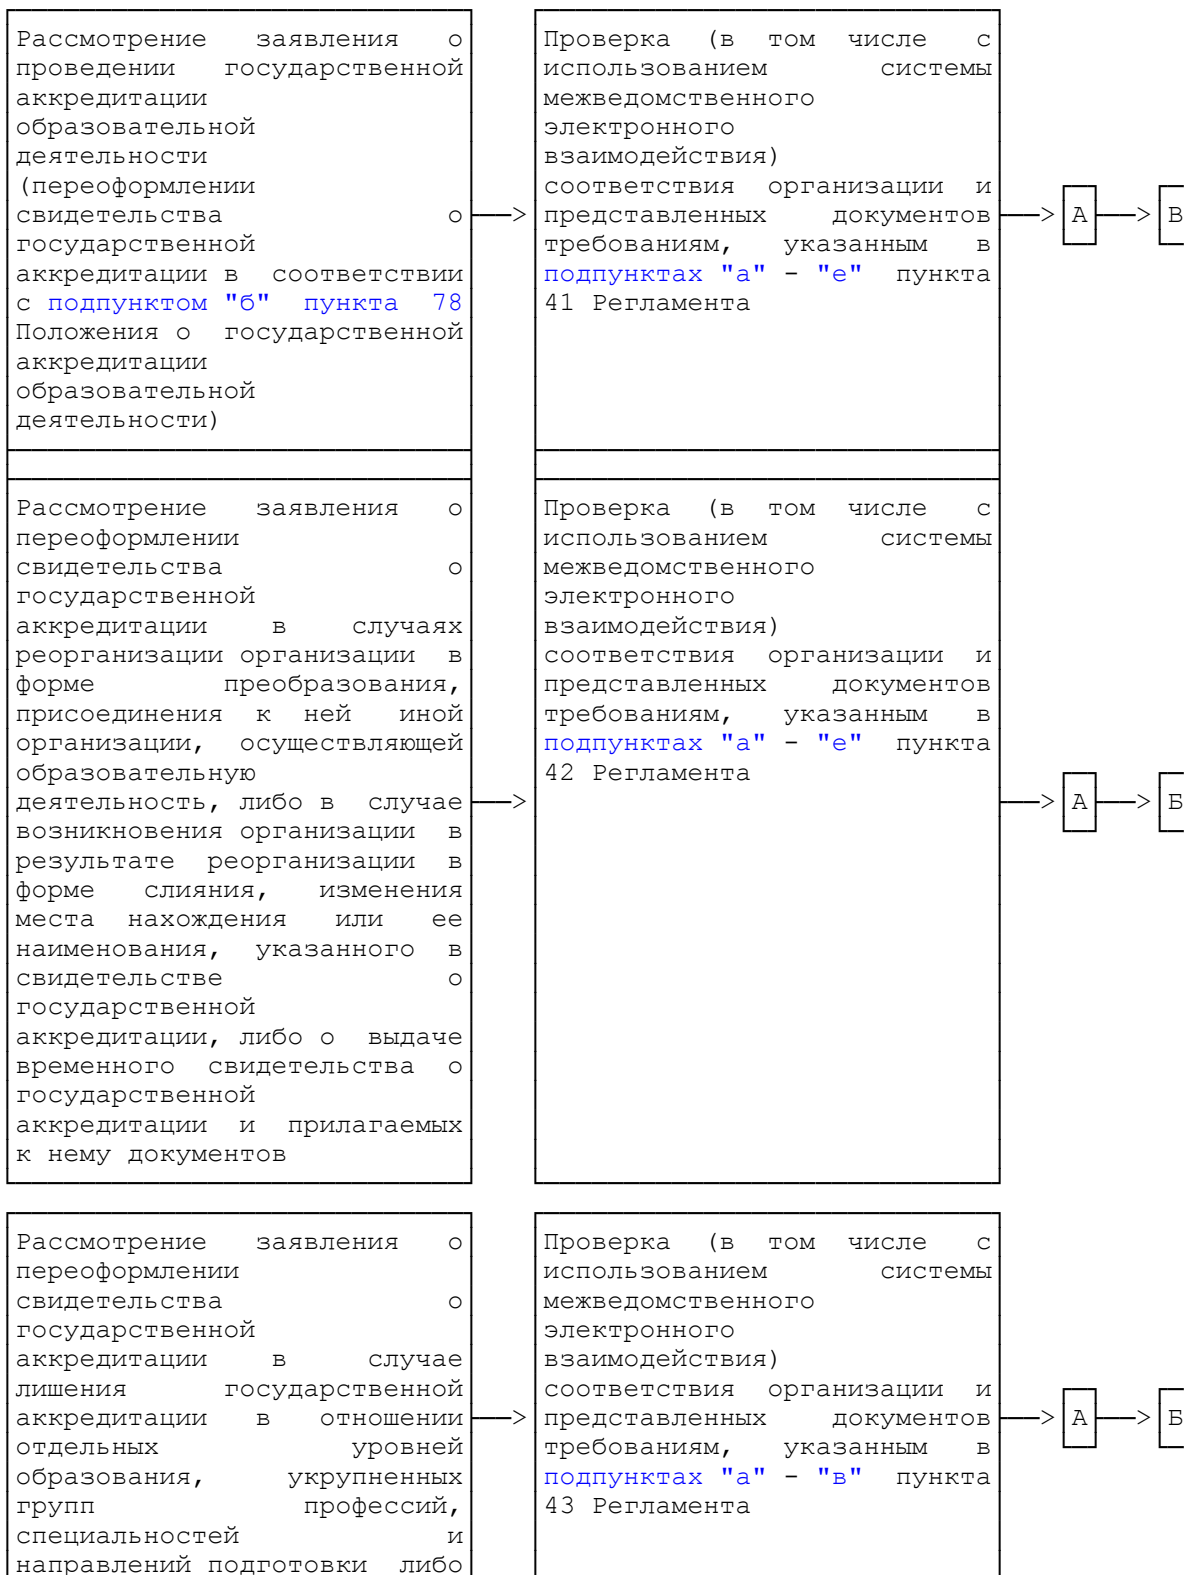 Рассмотрение заявления о
проведении государственной
аккредитации
образовательной
деятельности
(переоформлении
свидетельства о
государственной
аккредитации в соответствии
с подпунктом "б" пункта 78
Положения о государственной
аккредитации
образовательной
деятельности)
Проверка (в том числе с
использованием системы
межведомственного
электронного
взаимодействия)
соответствия организации и
представленных документов
требованиям, указанным в
подпунктах "а" - "е" пункта
41 Регламента
А
В
Рассмотрение заявления о
переоформлении
свидетельства о
государственной
аккредитации в случаях
реорганизации организации в
форме преобразования,
присоединения к ней иной
организации, осуществляющей
образовательную
деятельность, либо в случае
возникновения организации в
результате реорганизации в
форме слияния, изменения
места нахождения или ее
наименования, указанного в
свидетельстве о
государственной
аккредитации, либо о выдаче
временного свидетельства о
государственной
аккредитации и прилагаемых
к нему документов
Проверка (в том числе с
использованием системы
межведомственного
электронного
взаимодействия)
соответствия организации и
представленных документов
требованиям, указанным в
подпунктах "а" - "е" пункта
42 Регламента
А
Б
Рассмотрение заявления о
переоформлении
свидетельства о
государственной
аккредитации в случае
лишения государственной
аккредитации в отношении
отдельных уровней
образования, укрупненных
групп профессий,
специальностей и
направлений подготовки либо
Проверка (в том числе с
использованием системы
межведомственного
электронного
взаимодействия)
соответствия организации и
представленных документов
требованиям, указанным в
подпунктах "а" - "в" пункта
43 Регламента
А
Б